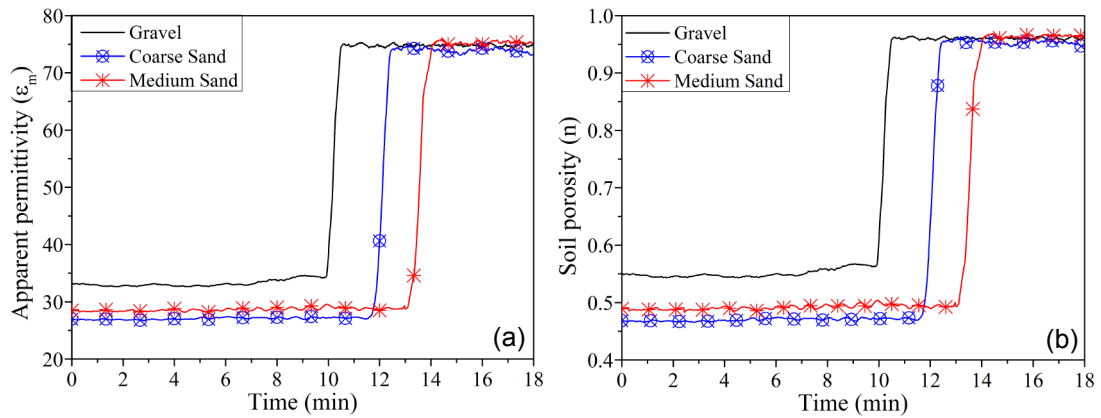 Apparent permittivity (εm)
80
70
60
50
40
30
20
Gravel
Coarse Sand
Medium Sand
(a)
0 2 4 6 8 10 12 14 16 18
Time (min)
Soil porosity (n)
1.0
0.9
0.8
0.7
0.6
0.5
0.4
Gravel
Coarse Sand
Medium Sand
(b)
0 2 4 6 8 10 12 14 16 18
Time (min)